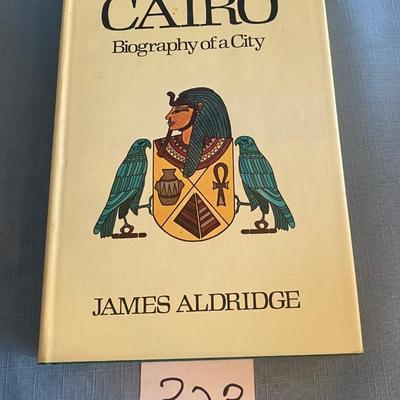 CAIRO
Biography of a City
JAMES ALDRIDGE